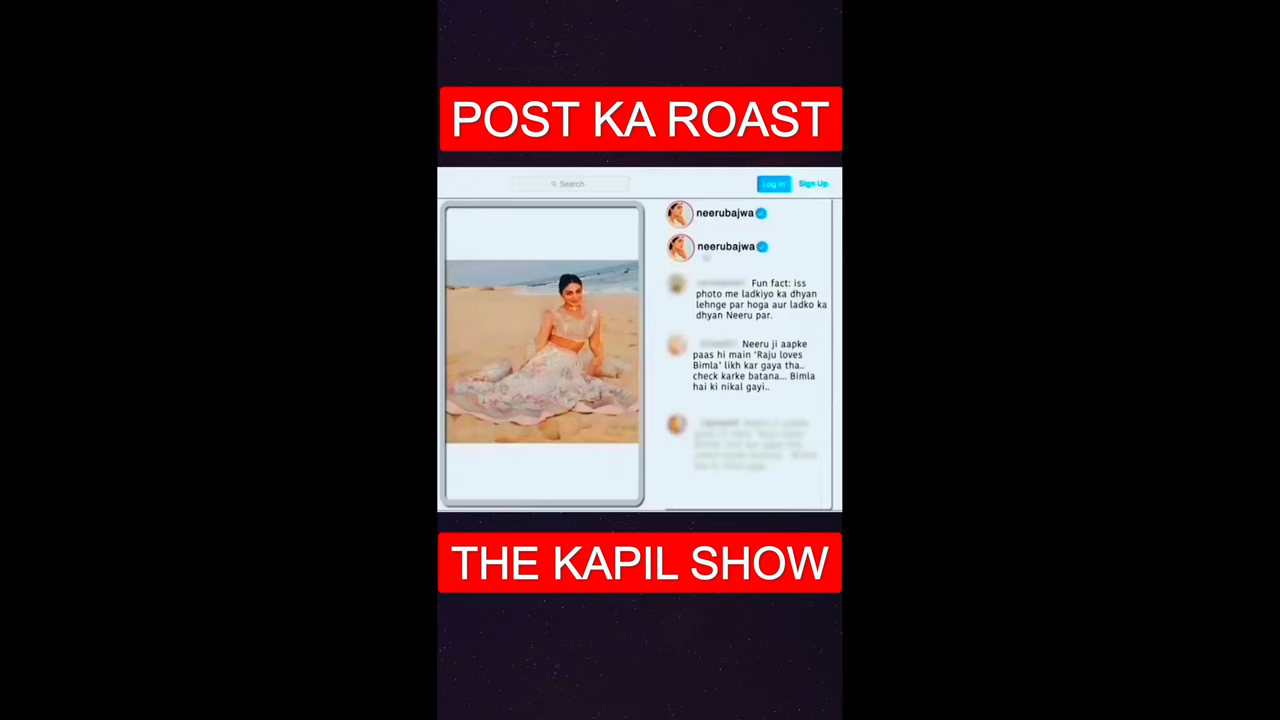 POST KA ROAST
Search
Log In
Sign Up
neerubajwa
neerubajwa
Fun fact: iss
photo me ladkiyo ka dhyan
lehnge par hoga aur ladko ka
dhyan Neeru par.
Neeru ji aapke
paas hi main 'Raju loves
Bimla' likh kar gaya tha..
check karke batana... Bimla
hai ki nikal gayi..
THE KAPIL SHOW